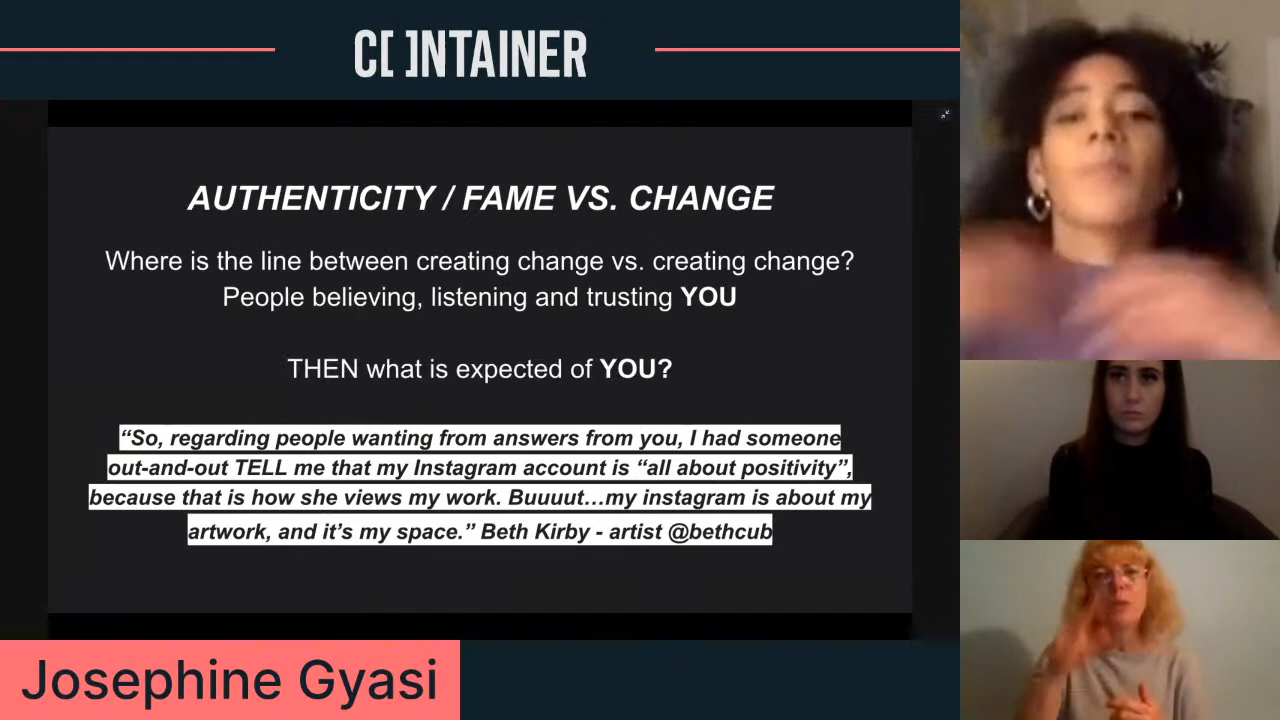 C[ ]NTAINER
AUTHENTICITY / FAME VS. CHANGE
Where is the line between creating change vs. creating change?
People believing, listening and trusting YOU
THEN what is expected of YOU?
“So, regarding people wanting from answers from you, I had someone
out-and-out TELL me that my Instagram account is “all about positivity”,
because that is how she views my work. Buuuut…my instagram is about my
artwork, and it’s my space.” Beth Kirby - artist @bethcub
Josephine Gyasi